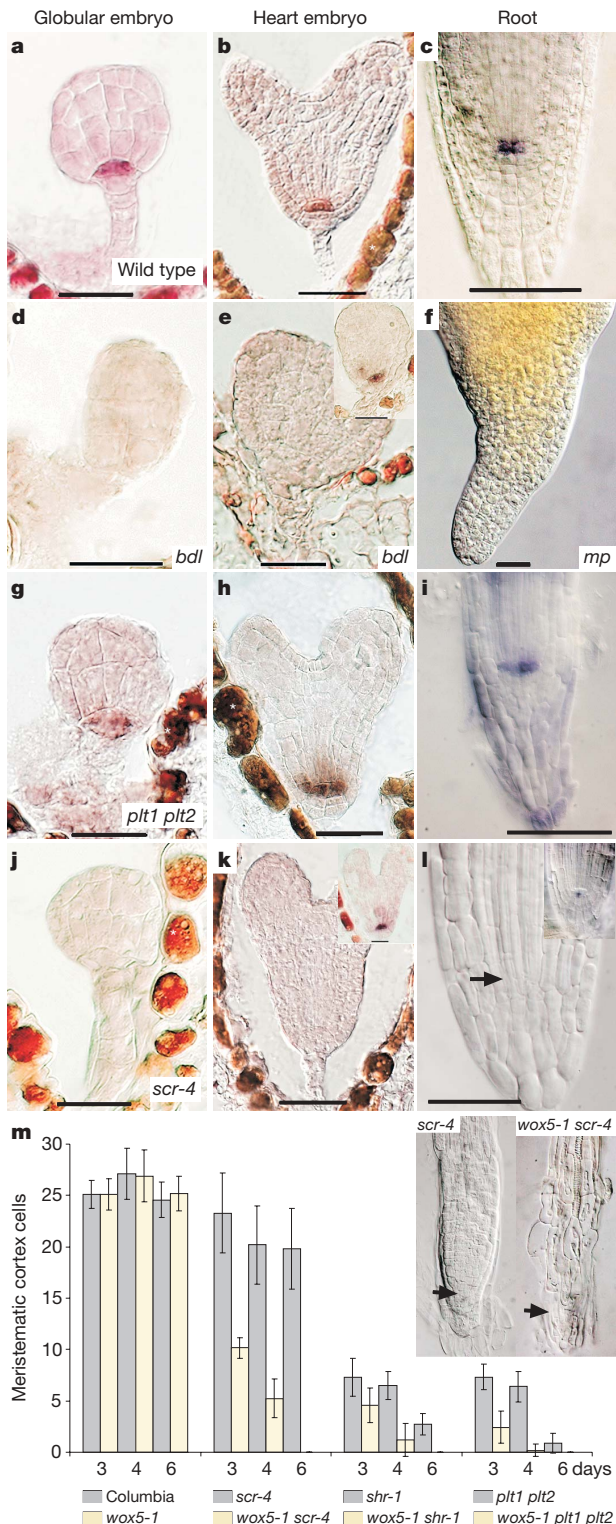 Globular embryo Heart embryo Root
a b c
Wild type
d e f
bdl bdl mp
g h i
plt1 plt2
j k l
scr-4
m
scr-4 wox5-1 scr-4
Meristematic cortex cells
30
25
20
15
10
5
0
3 4 6 3 4 6 3 4 6 3 4 6 days
Columbia scr-4 shr-1 plt1 plt2
wox5-1 wox5-1 scr-4 wox5-1 shr-1 wox5-1 plt1 plt2